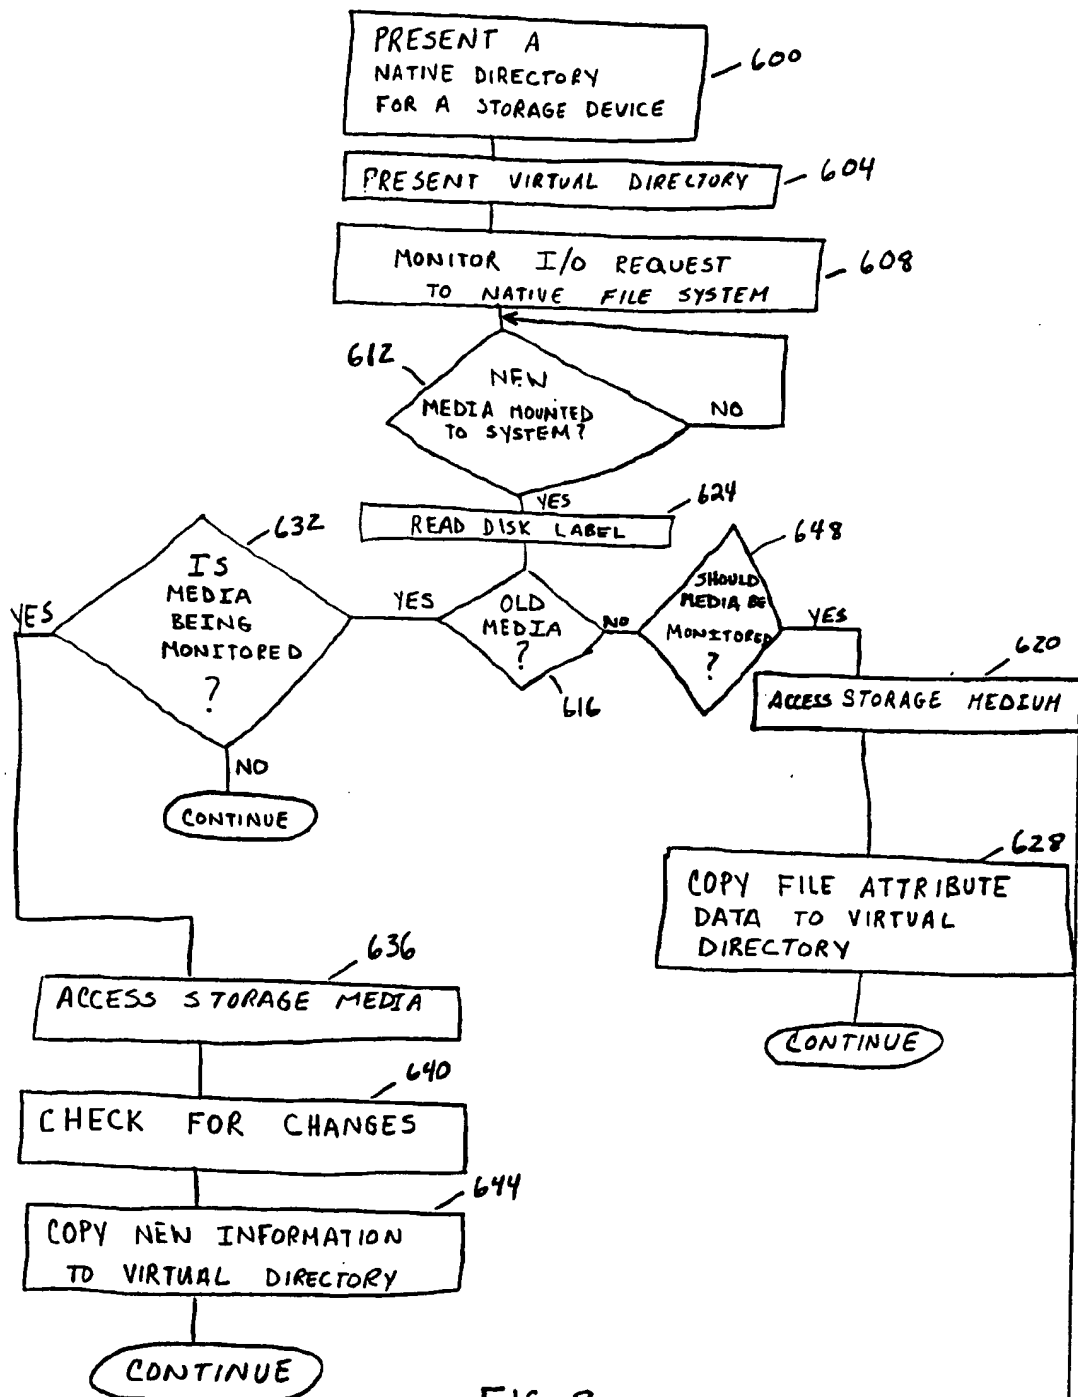 PRESENT A
NATIVE DIRECTORY
FOR A STORAGE DEVICE
600
PRESENT VIRTUAL DIRECTORY
604
MONITOR I/O REQUEST
TO NATIVE FILE SYSTEM
608
612
NEW
MEDIA MOUNTED
TO SYSTEM?
NO
YES
624
READ DISK LABEL
632
IS
MEDIA
BEING
MONITORED
?
YES
NO
CONTINUE
YES
OLD
MEDIA
?
616
NO
648
SHOULD
MEDIA BE
MONITORED
?
YES
620
ACCESS STORAGE MEDIUM
628
COPY FILE ATTRIBUTE
DATA TO VIRTUAL
DIRECTORY
CONTINUE
636
ACCESS STORAGE MEDIA
640
CHECK FOR CHANGES
644
COPY NEW INFORMATION
TO VIRTUAL DIRECTORY
CONTINUE